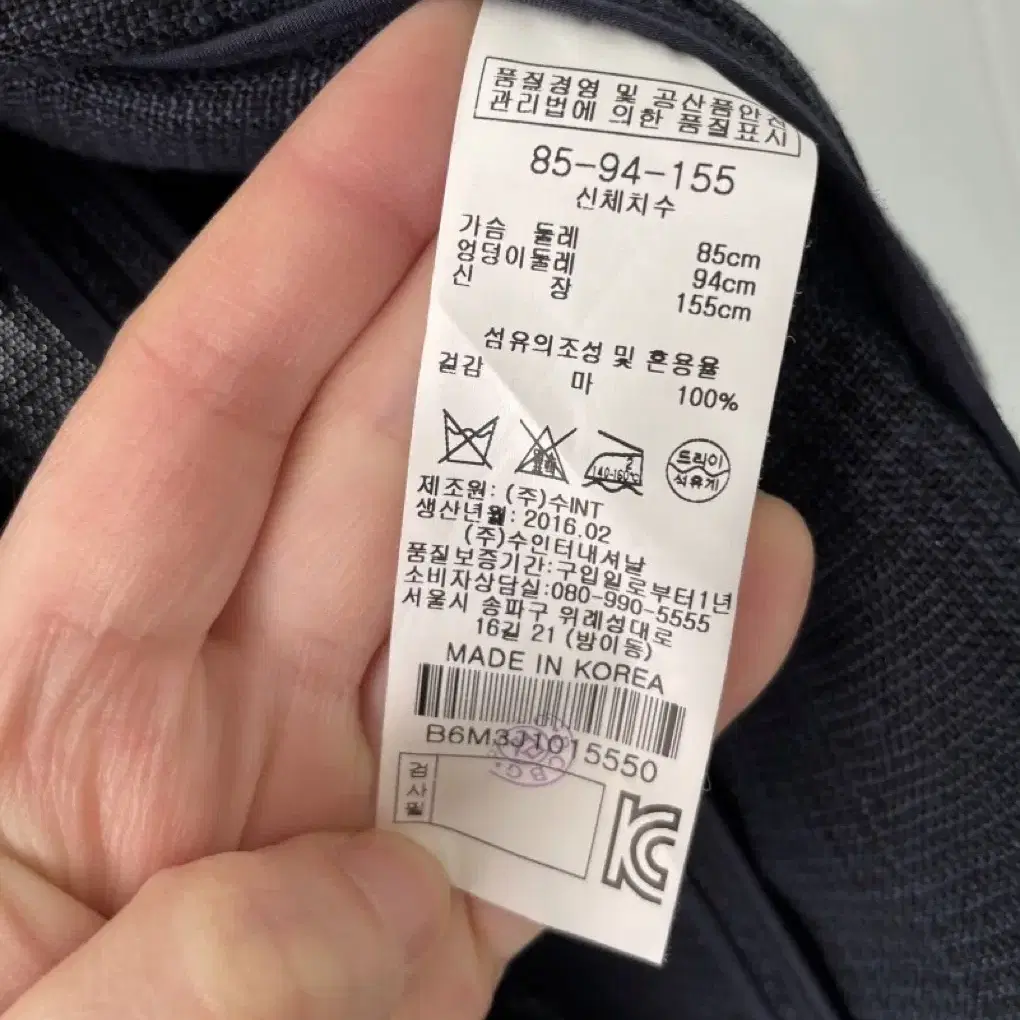 품질경영 및 공산품안전
관리법에 의한 품질표시
85-94-155
신체치수
가슴 둘레 85cm
엉덩이둘레 94cm
신 장 155cm
섬유의조성 및 혼용율
겉감 마 100%
2
140-160℃
드라이
석유계
제조원: (주)수INT
생산년월: 2016.02
(주)수인터내셔날
품질보증기간:구입일로부터1년
소비자상담실:080-990-5555
서울시 송파구 위례성대로
16길 21 (방이동)
MADE IN KOREA
B6M3J1015550
검사필
KC